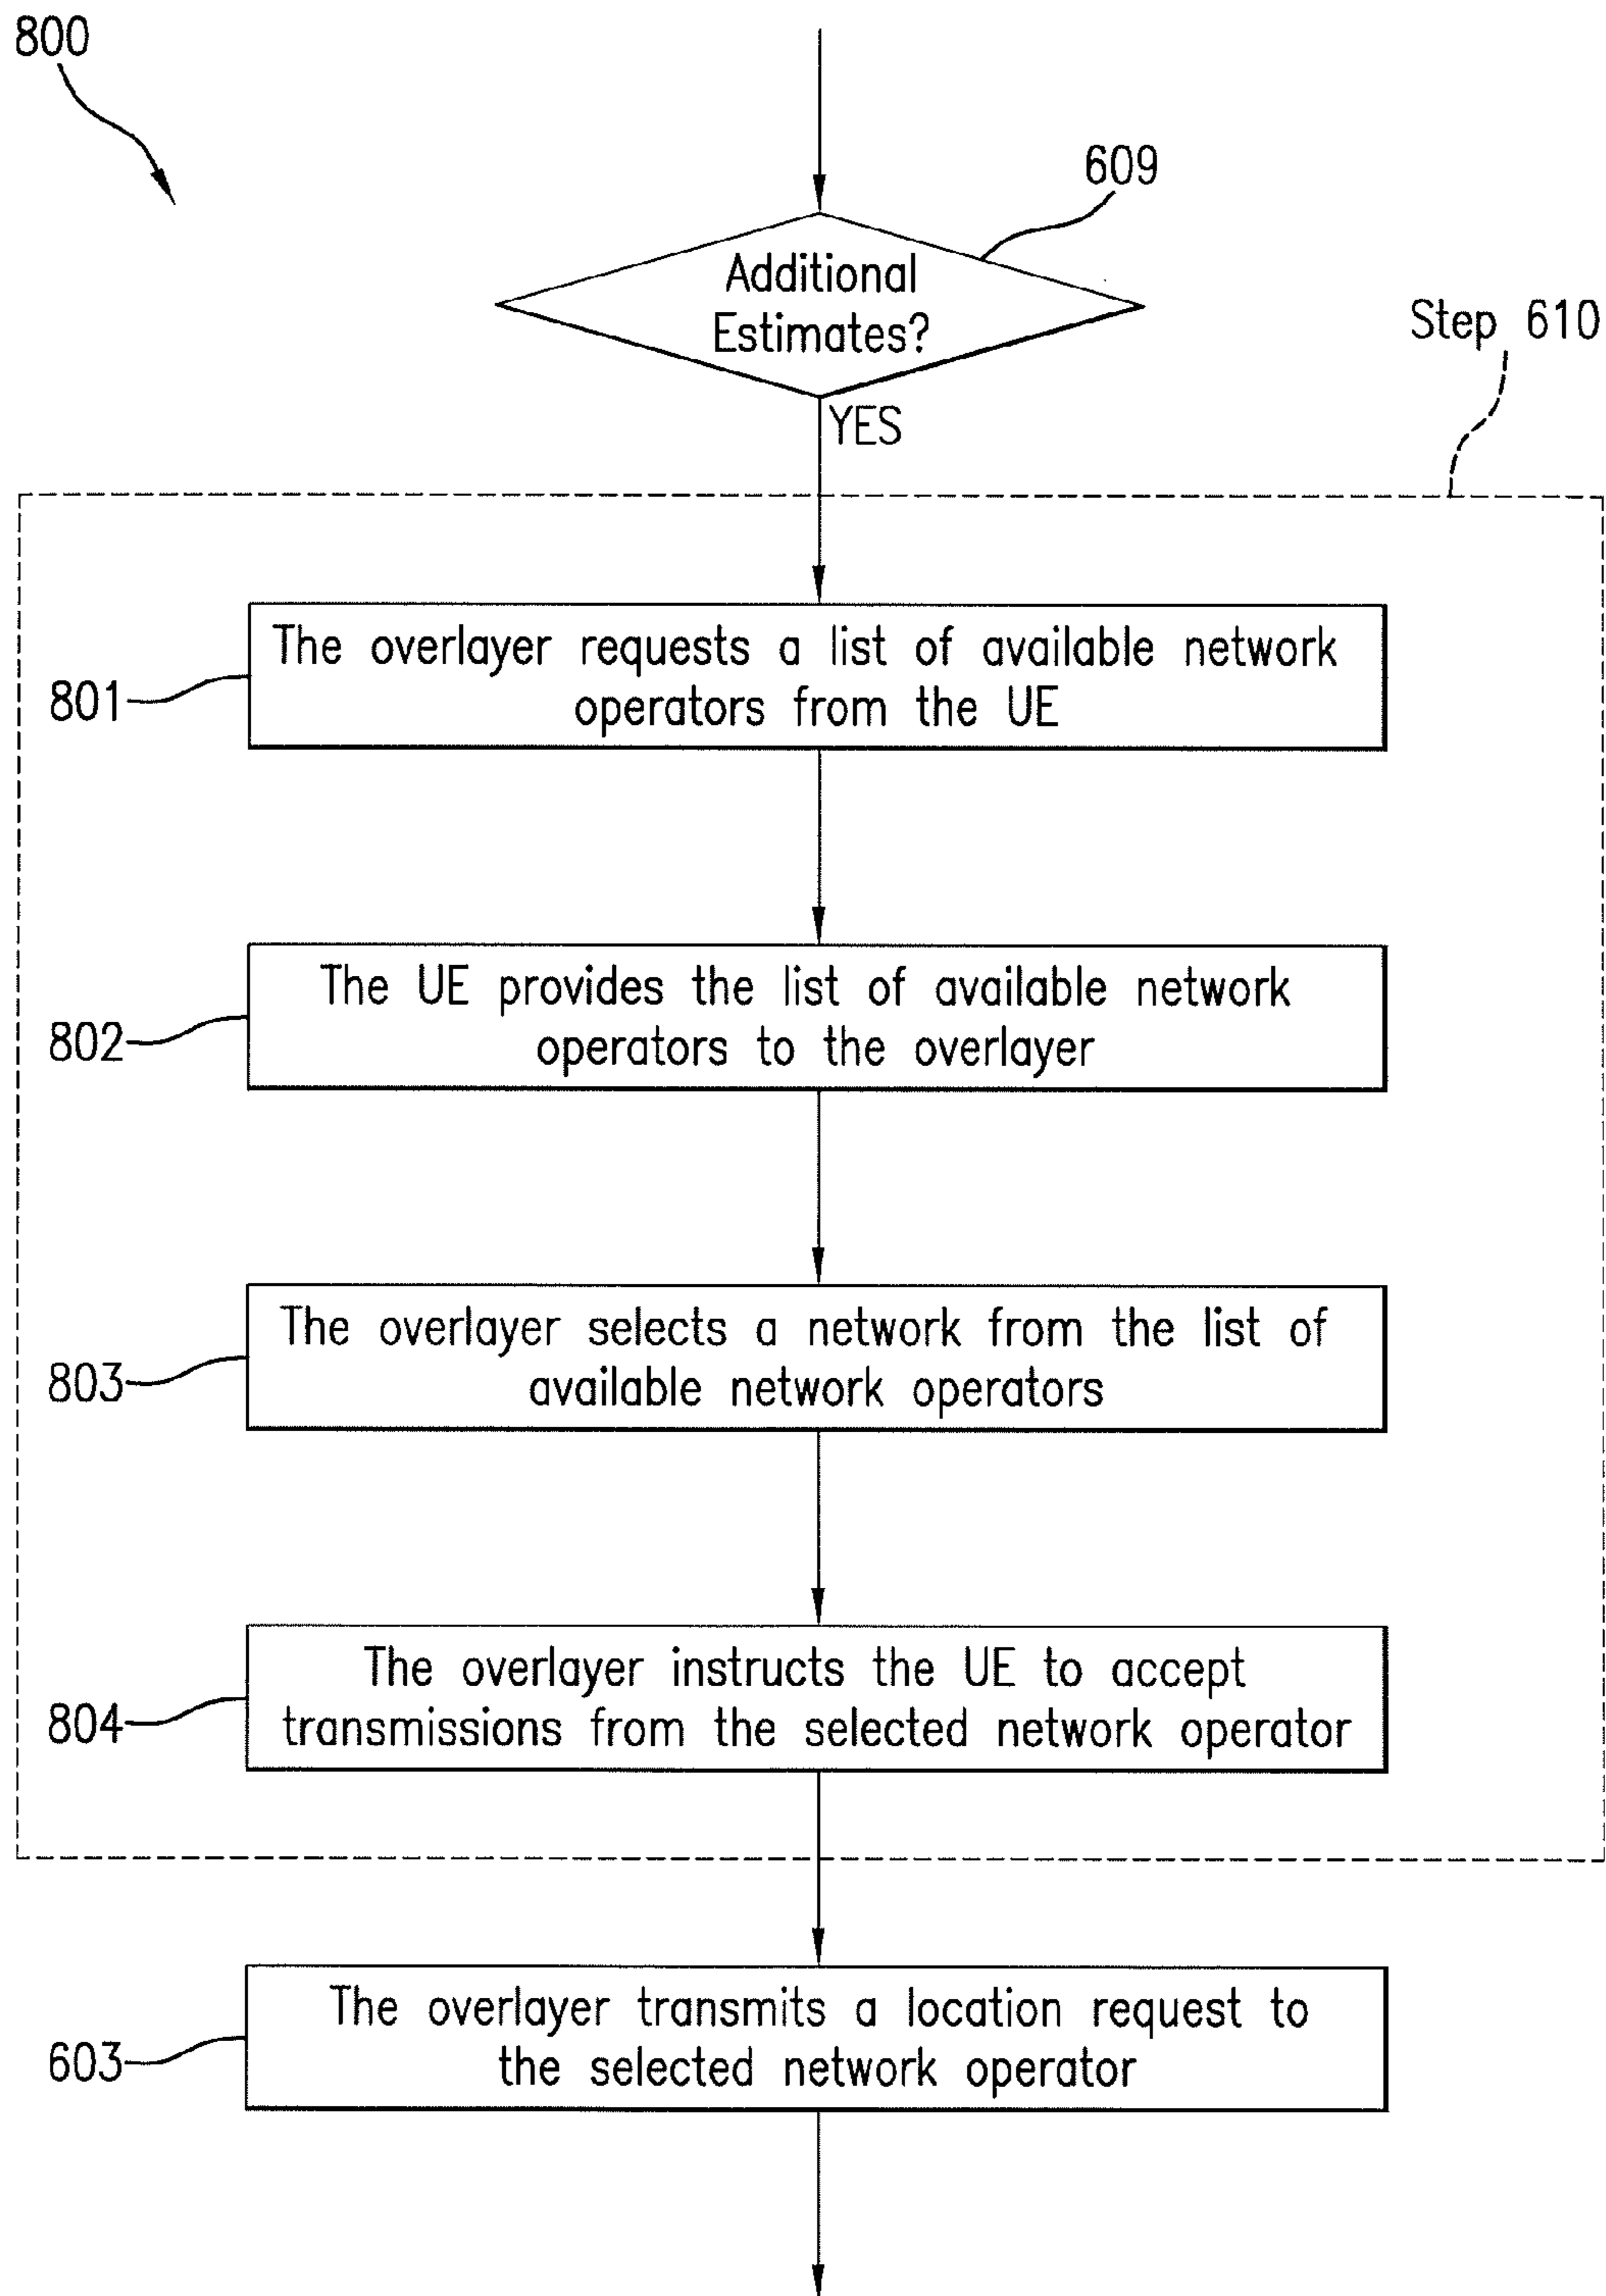 800
609
Additional
Estimates?
Step 610
YES
The overlayer requests a list of available network
operators from the UE
801
The UE provides the list of available network
operators to the overlayer
802
The overlayer selects a network from the list of
available network operators
803
The overlayer instructs the UE to accept
transmissions from the selected network operator
804
The overlayer transmits a location request to
the selected network operator
603